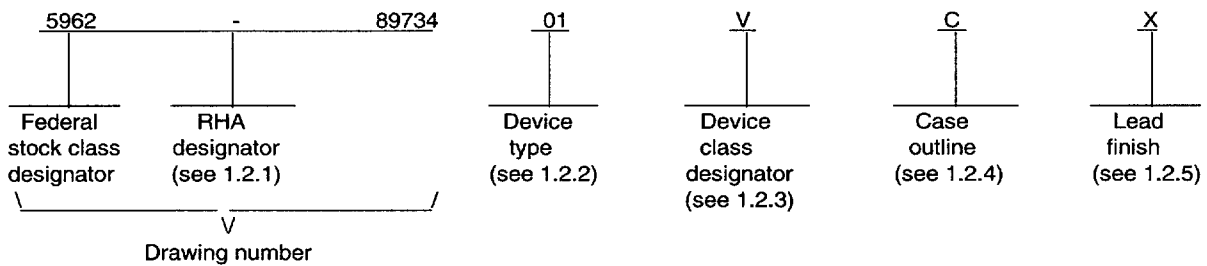 5962 - 89734 01 V C X
Federal stock class designator
RHA designator (see 1.2.1)
Device type (see 1.2.2)
Device class designator (see 1.2.3)
Case outline (see 1.2.4)
Lead finish (see 1.2.5)
\ /
V
Drawing number